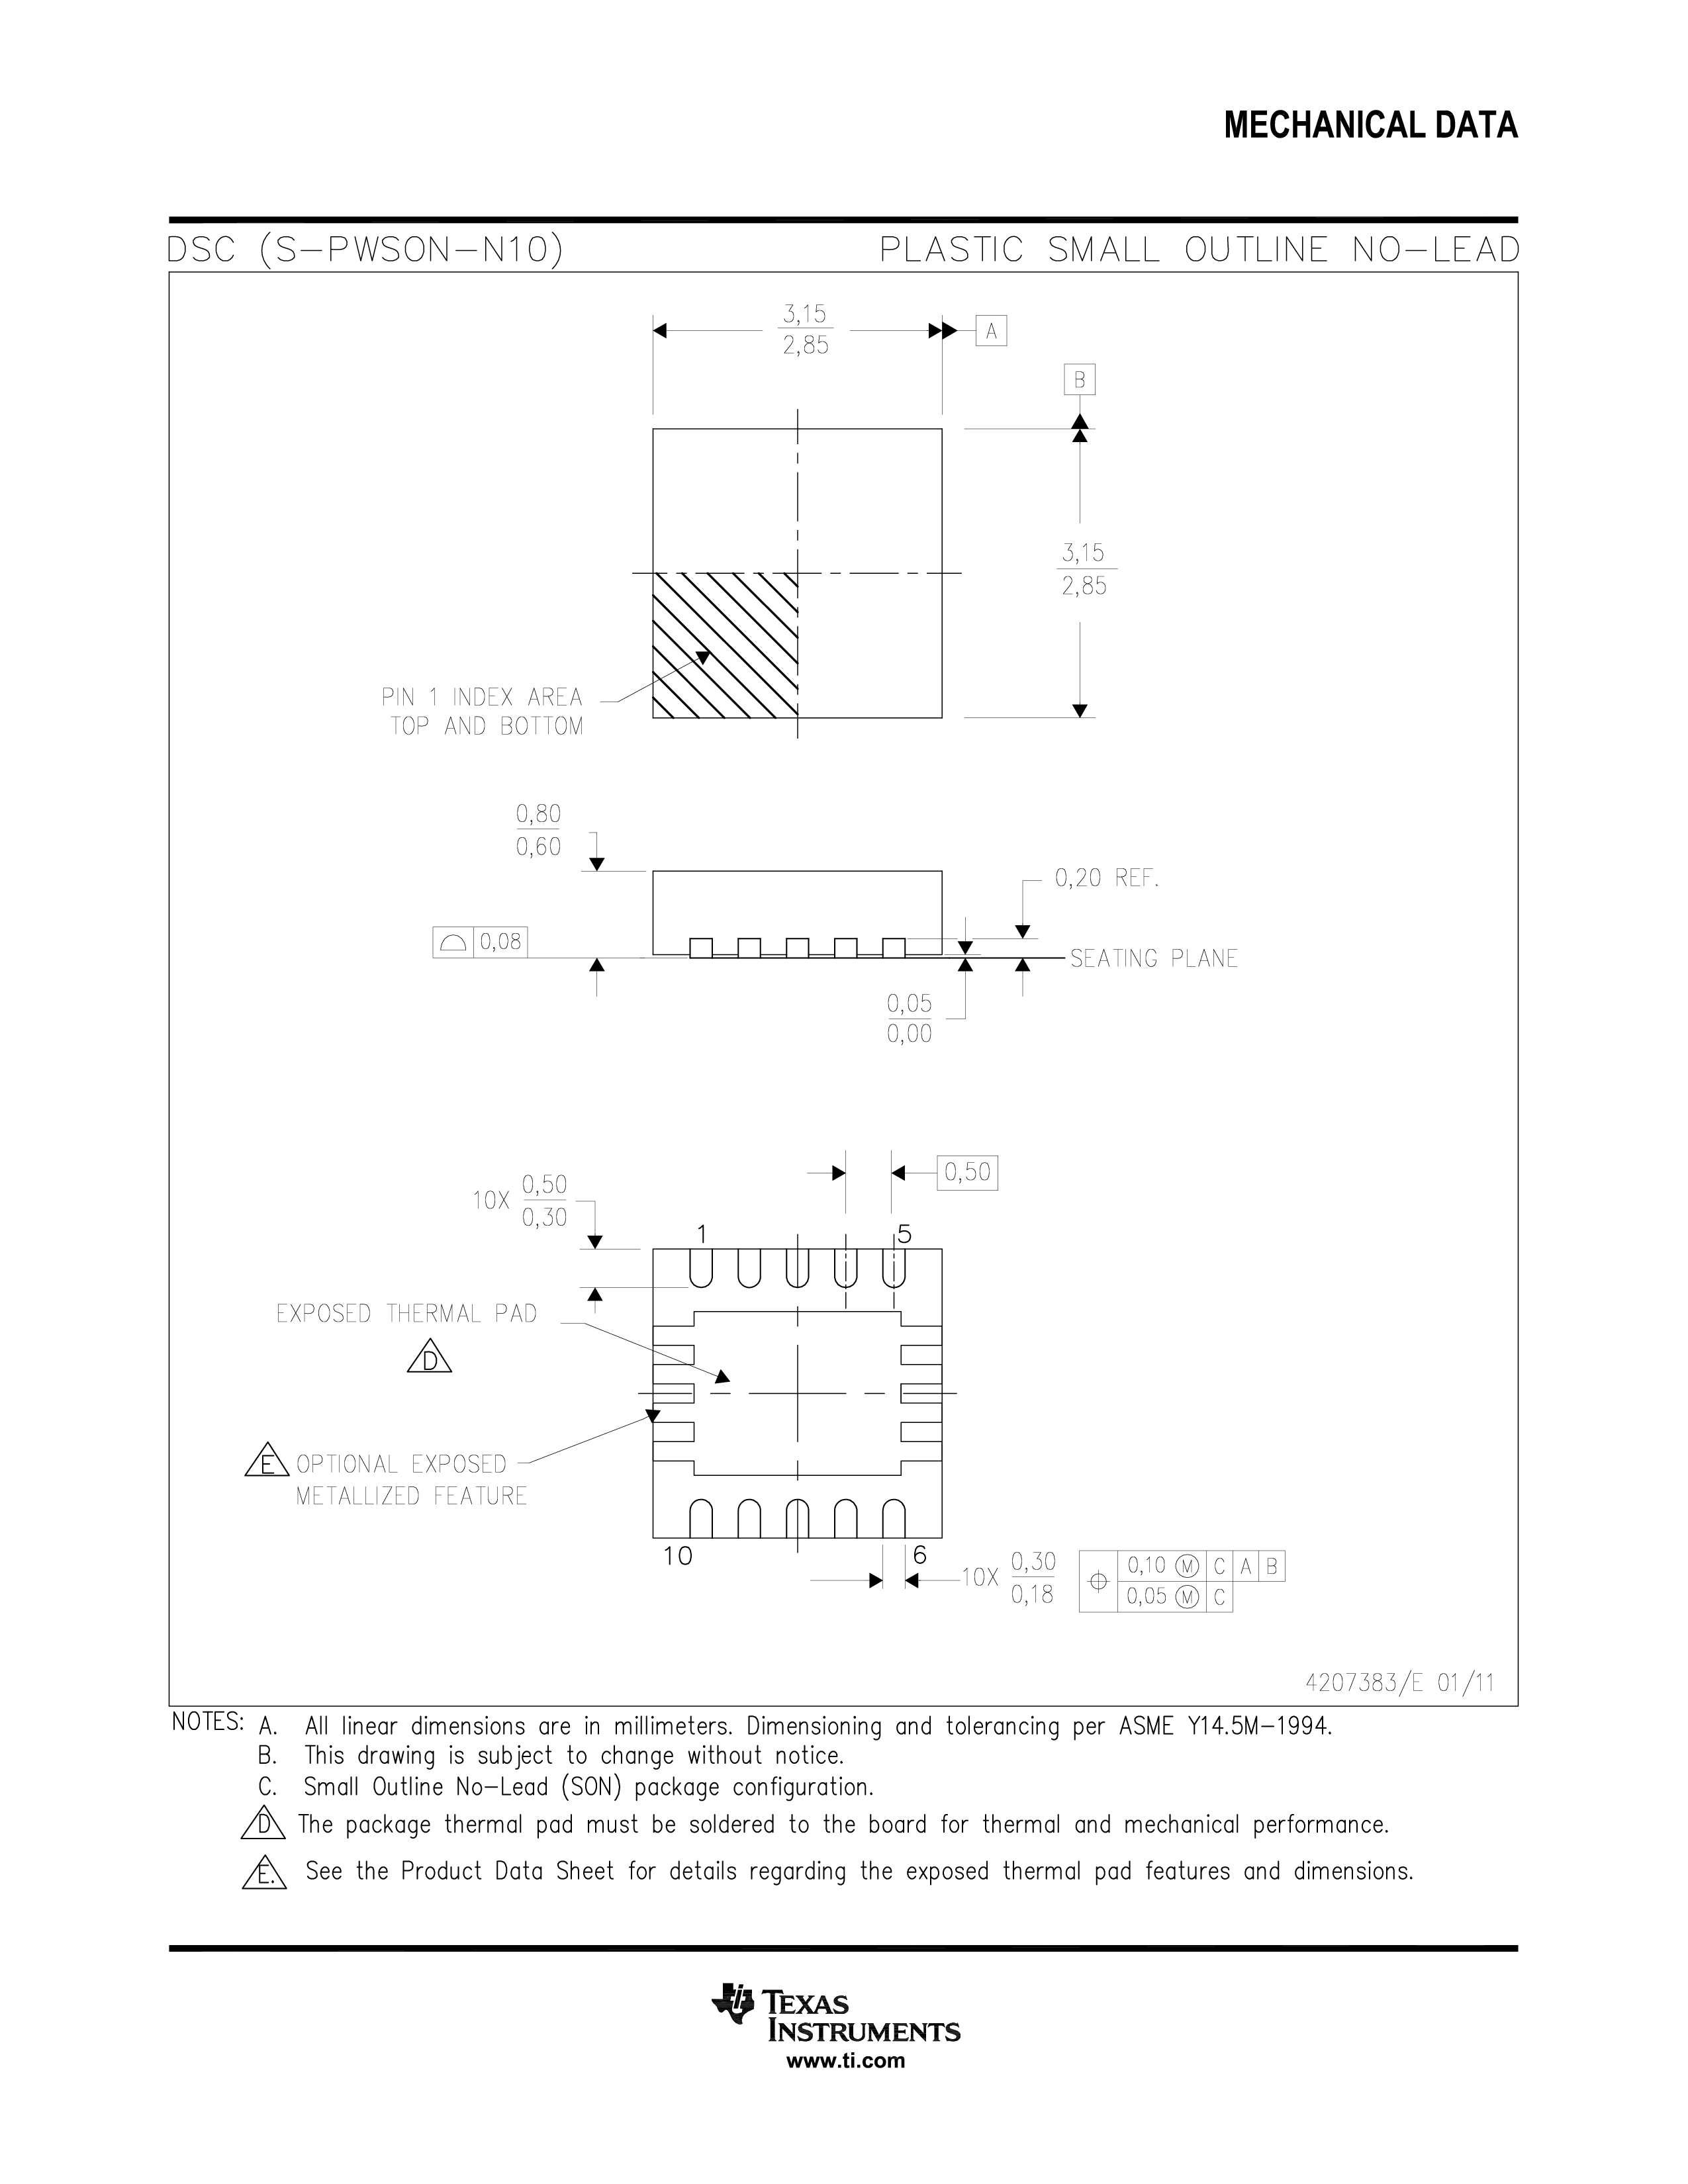 MECHANICAL DATA
DSC (S-PWSON-N10) PLASTIC SMALL OUTLINE NO-LEAD
3,15
2,85
A
B
3,15
2,85
PIN 1 INDEX AREA
TOP AND BOTTOM
0,80
0,60
0,20 REF.
0,08
SEATING PLANE
0,05
0,00
0,50
10X 0,50
0,30
1 5
EXPOSED THERMAL PAD
D
E OPTIONAL EXPOSED
METALLIZED FEATURE
10 6
10X 0,30
0,18
0,10 M C A B
0,05 M C
4207383/E 01/11
NOTES: A. All linear dimensions are in millimeters. Dimensioning and tolerancing per ASME Y14.5M-1994.
B. This drawing is subject to change without notice.
C. Small Outline No-Lead (SON) package configuration.
D The package thermal pad must be soldered to the board for thermal and mechanical performance.
E. See the Product Data Sheet for details regarding the exposed thermal pad features and dimensions.
TEXAS
INSTRUMENTS
www.ti.com